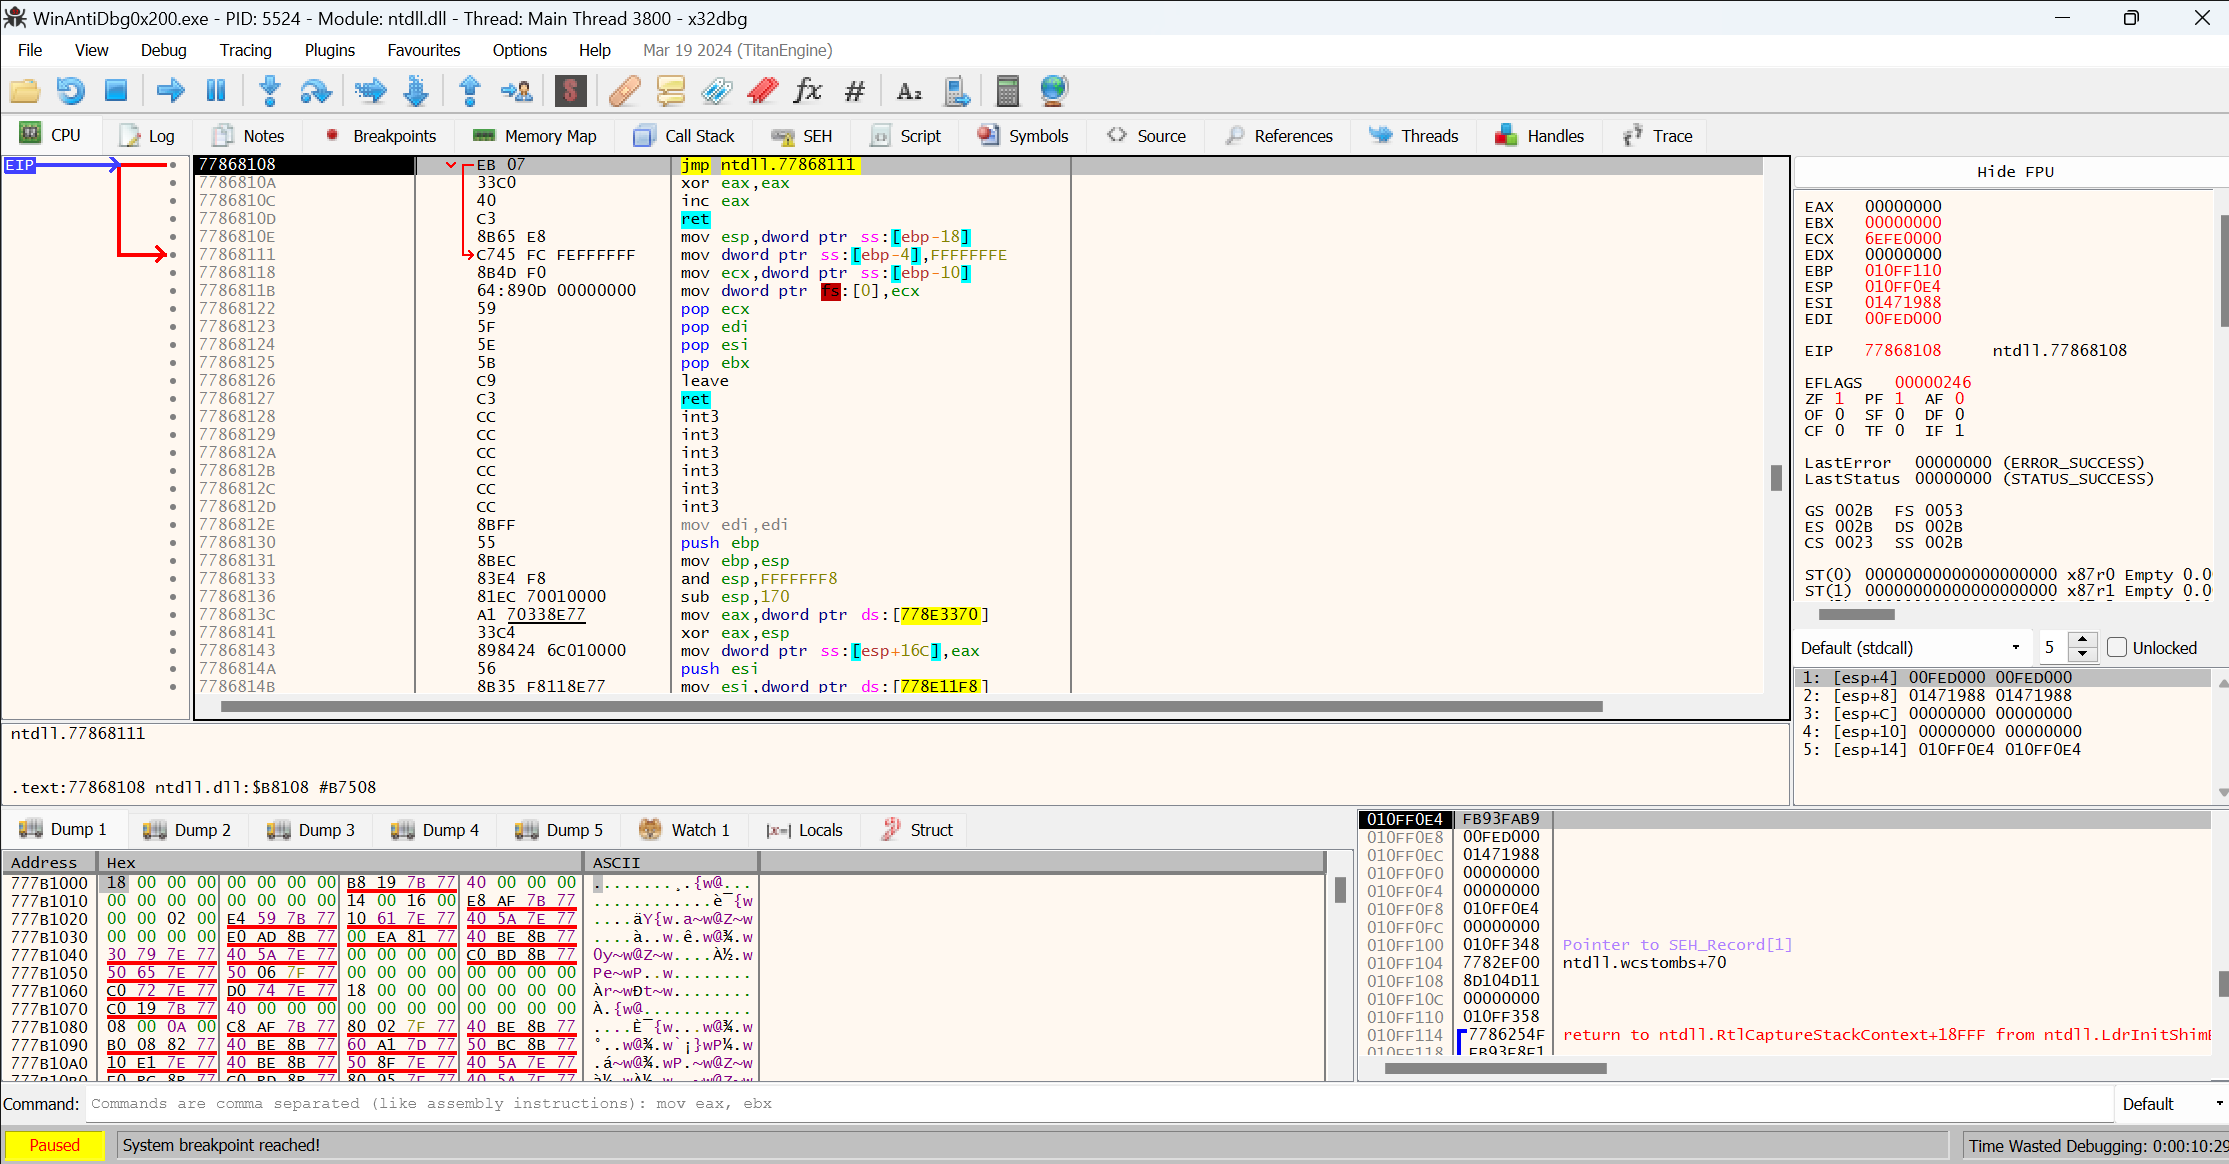 WinAntiDbg0x200.exe - PID: 5524 - Module: ntdll.dll - Thread: Main Thread 3800 - x32dbg
File View Debug Tracing Plugins Favourites Options Help Mar 19 2024 (TitanEngine)
CPU Log Notes Breakpoints Memory Map Call Stack SEH Script Symbols Source References Threads Handles Trace
EIP
77868108 EB 07 jmp ntdll.77868111
7786810A 33C0 xor eax,eax
7786810C 40 inc eax
7786810D C3 ret
7786810E 8B65 E8 mov esp,dword ptr ss:[ebp-18]
77868111 C745 FC FEFFFFFF mov dword ptr ss:[ebp-4],FFFFFFFE
77868118 8B4D F0 mov ecx,dword ptr ss:[ebp-10]
7786811B 64:890D 00000000 mov dword ptr fs:[0],ecx
77868122 59 pop ecx
77868123 5F pop edi
77868124 5E pop esi
77868125 5B pop ebx
77868126 C9 leave
77868127 C3 ret
77868128 CC int3
77868129 CC int3
7786812A CC int3
7786812B CC int3
7786812C CC int3
7786812D CC int3
7786812E 8BFF mov edi,edi
77868130 55 push ebp
77868131 8BEC mov ebp,esp
77868133 83E4 F8 and esp,FFFFFFF8
77868136 81EC 70010000 sub esp,170
7786813C A1 70338E77 mov eax,dword ptr ds:[778E3370]
77868141 33C4 xor eax,esp
77868143 898424 6C010000 mov dword ptr ss:[esp+16C],eax
7786814A 56 push esi
7786814B 8B35 F8118E77 mov esi,dword ptr ds:[778E11F8]
Hide FPU
EAX 00000000
EBX 00000000
ECX 6EFE0000
EDX 00000000
EBP 010FF110
ESP 010FF0E4
ESI 01471988
EDI 00FED000
EIP 77868108 ntdll.77868108
EFLAGS 00000246
ZF 1 PF 1 AF 0
OF 0 SF 0 DF 0
CF 0 TF 0 IF 1
LastError 00000000 (ERROR_SUCCESS)
LastStatus 00000000 (STATUS_SUCCESS)
GS 002B FS 0053
ES 002B DS 002B
CS 0023 SS 002B
ST(0) 00000000000000000000 x87r0 Empty 0.0
ST(1) 00000000000000000000 x87r1 Empty 0.0
Default (stdcall) 5 Unlocked
1: [esp+4] 00FED000 00FED000
2: [esp+8] 01471988 01471988
3: [esp+C] 00000000 00000000
4: [esp+10] 00000000 00000000
5: [esp+14] 010FF0E4 010FF0E4
ntdll.77868111
.text:77868108 ntdll.dll:$B8108 #B7508
Dump 1 Dump 2 Dump 3 Dump 4 Dump 5 Watch 1 [x=] Locals Struct
Address Hex ASCII
777B1000 18 00 00 00 00 00 00 00 B8 19 7B 77 40 00 00 00 ........¸.{w@...
777B1010 00 00 00 00 00 00 00 00 14 00 16 00 E8 AF 7B 77 ............è¯{w
777B1020 00 00 02 00 E4 59 7B 77 10 61 7E 77 40 5A 7E 77 ....äY{w.a~w@Z~w
777B1030 00 00 00 00 E0 AD 8B 77 00 EA 81 77 40 BE 8B 77 ....à..w.ê.w@¾.w
777B1040 30 79 7E 77 40 5A 7E 77 00 00 00 00 C0 BD 8B 77 0y~w@Z~w....À½.w
777B1050 50 65 7E 77 50 06 7F 77 00 00 00 00 00 00 00 00 Pe~wP..w........
777B1060 C0 72 7E 77 D0 74 7E 77 18 00 00 00 00 00 00 00 Àr~wÐt~w........
777B1070 C0 19 7B 77 40 00 00 00 00 00 00 00 00 00 00 00 À.{w@...........
777B1080 08 00 0A 00 C8 AF 7B 77 80 02 7F 77 40 BE 8B 77 ....È¯{w...w@¾.w
777B1090 B0 08 82 77 40 BE 8B 77 60 A1 7D 77 50 BC 8B 77 °..w@¾.w`¡}wP¼.w
777B10A0 10 E1 7E 77 40 BE 8B 77 50 8F 7E 77 40 5A 7E 77 .á~w@¾.wP.~w@Z~w
010FF0E4 FB93FAB9
010FF0E8 00FED000
010FF0EC 01471988
010FF0F0 00000000
010FF0F4 00000000
010FF0F8 010FF0E4
010FF0FC 00000000
010FF100 010FF348 Pointer to SEH_Record[1]
010FF104 7782EF00 ntdll.wcstombs+70
010FF108 8D104D11
010FF10C 00000000
010FF110 010FF358
010FF114 7786254F return to ntdll.RtlCaptureStackContext+18FFF from ntdll.LdrInitShim
010FF118 FB93F8F1
Command: Commands are comma separated (like assembly instructions): mov eax, ebx Default
Paused System breakpoint reached! Time Wasted Debugging: 0:00:10:29